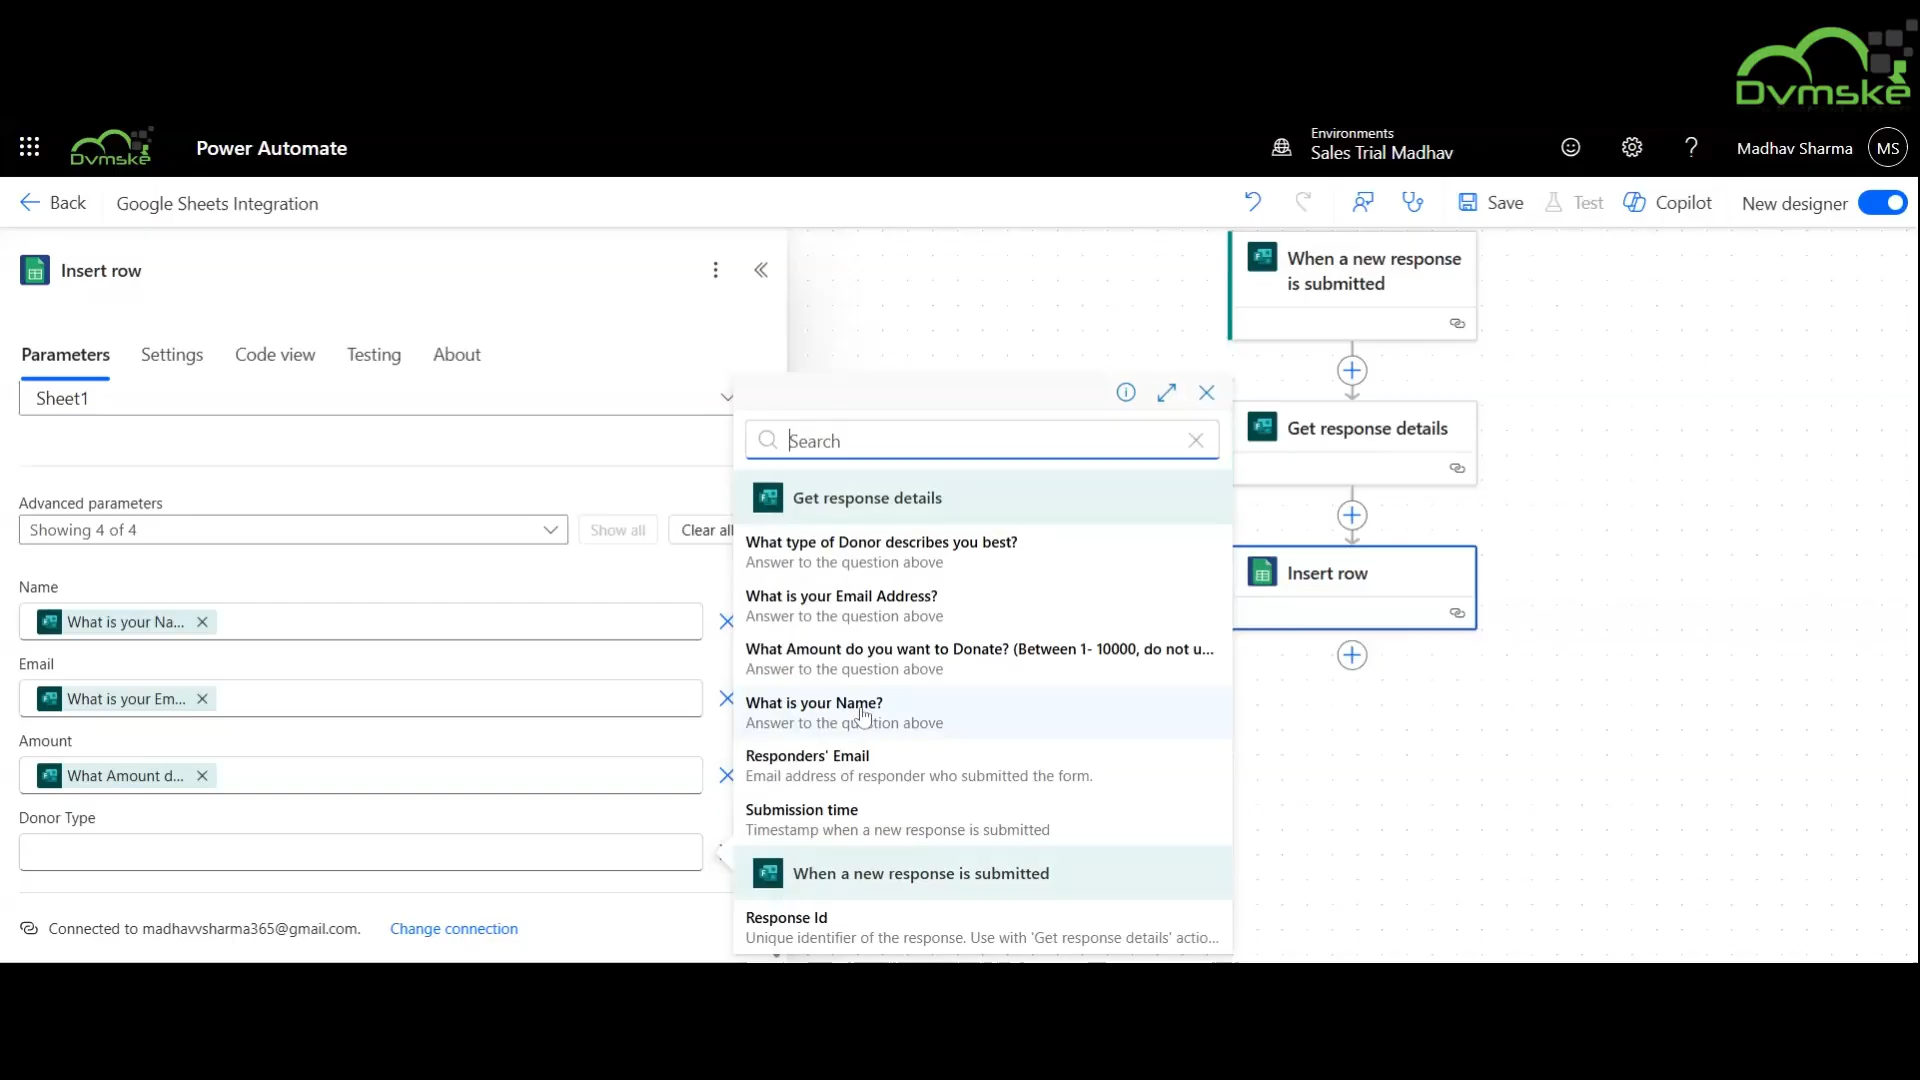 Dvmske
Dvmske
Power Automate
Environments
Sales Trial Madhav
Madhav Sharma
MS
Back
Google Sheets Integration
Save
Test
Copilot
New designer
Insert row
Parameters
Settings
Code view
Testing
About
Sheet1
Advanced parameters
Showing 4 of 4
Show all
Clear all
Name
What is your Na...
Email
What is your Em...
Amount
What Amount d...
Donor Type
Connected to madhavvsharma365@gmail.com.
Change connection
Search
Get response details
What type of Donor describes you best?
Answer to the question above
What is your Email Address?
Answer to the question above
What Amount do you want to Donate? (Between 1- 10000, do not u...
Answer to the question above
What is your Name?
Answer to the question above
Responders' Email
Email address of responder who submitted the form.
Submission time
Timestamp when a new response is submitted
When a new response is submitted
Response Id
Unique identifier of the response. Use with 'Get response details' actio...
When a new response
is submitted
Get response details
Insert row